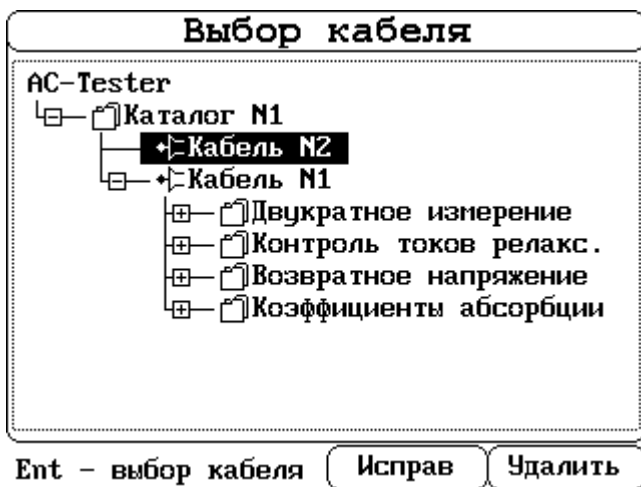 Выбор кабеля
AC-Tester
Каталог N1
Кабель N2
Кабель N1
Двукратное измерение
Контроль токов релакс.
Возвратное напряжение
Коэффициенты абсорбции
Ent - выбор кабеля Исправ Удалить